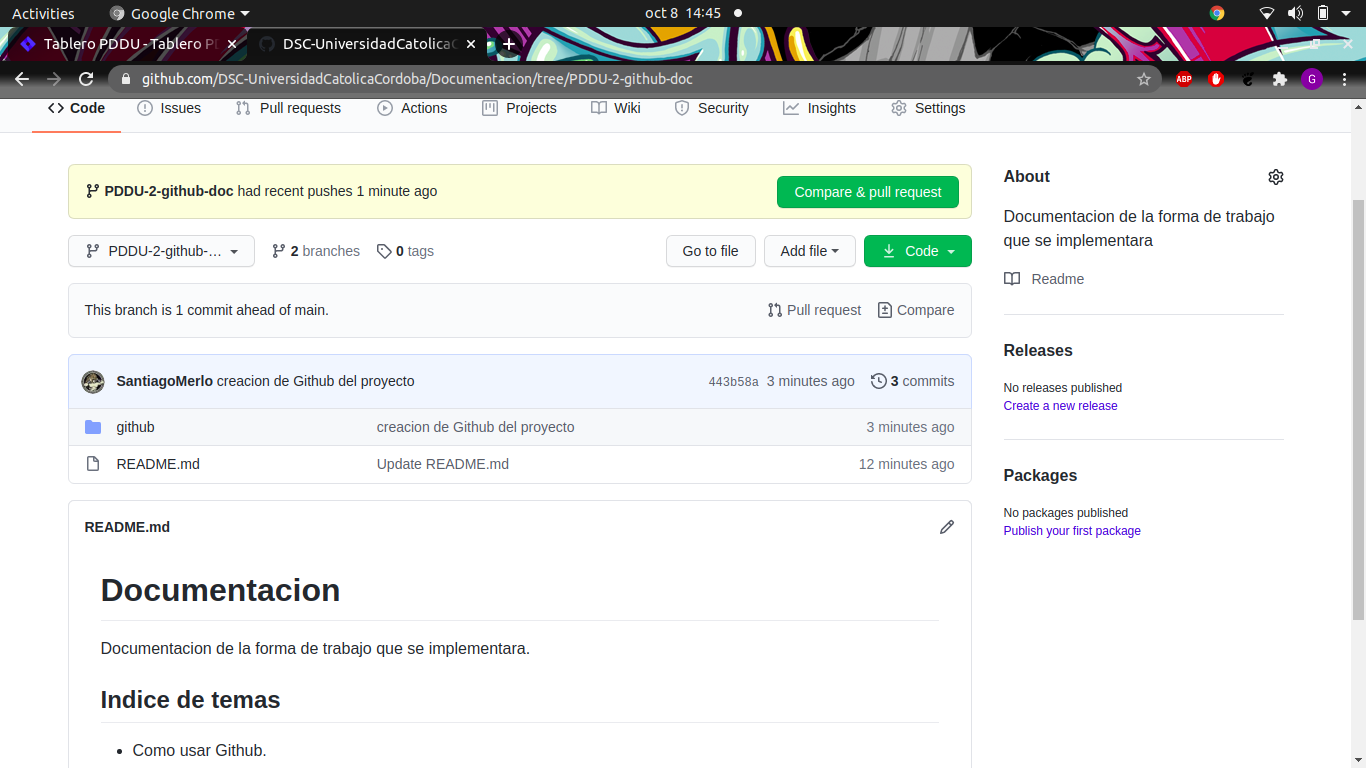 Activities Google Chrome oct 8 14:45
Tablero PDDU - Tablero PD DSC-UniversidadCatolicaC
github.com/DSC-UniversidadCatolicaCordoba/Documentacion/tree/PDDU-2-github-doc ABP G
Code Issues Pull requests Actions Projects Wiki Security Insights Settings
PDDU-2-github-doc had recent pushes 1 minute ago Compare & pull request
PDDU-2-github-... 2 branches 0 tags Go to file Add file Code
This branch is 1 commit ahead of main. Pull request Compare
SantiagoMerlo creacion de Github del proyecto 443b58a 3 minutes ago 3 commits
github creacion de Github del proyecto 3 minutes ago
README.md Update README.md 12 minutes ago
README.md
Documentacion
Documentacion de la forma de trabajo que se implementara.
Indice de temas
Como usar Github.
About
Documentacion de la forma de trabajo
que se implementara
Readme
Releases
No releases published
Create a new release
Packages
No packages published
Publish your first package